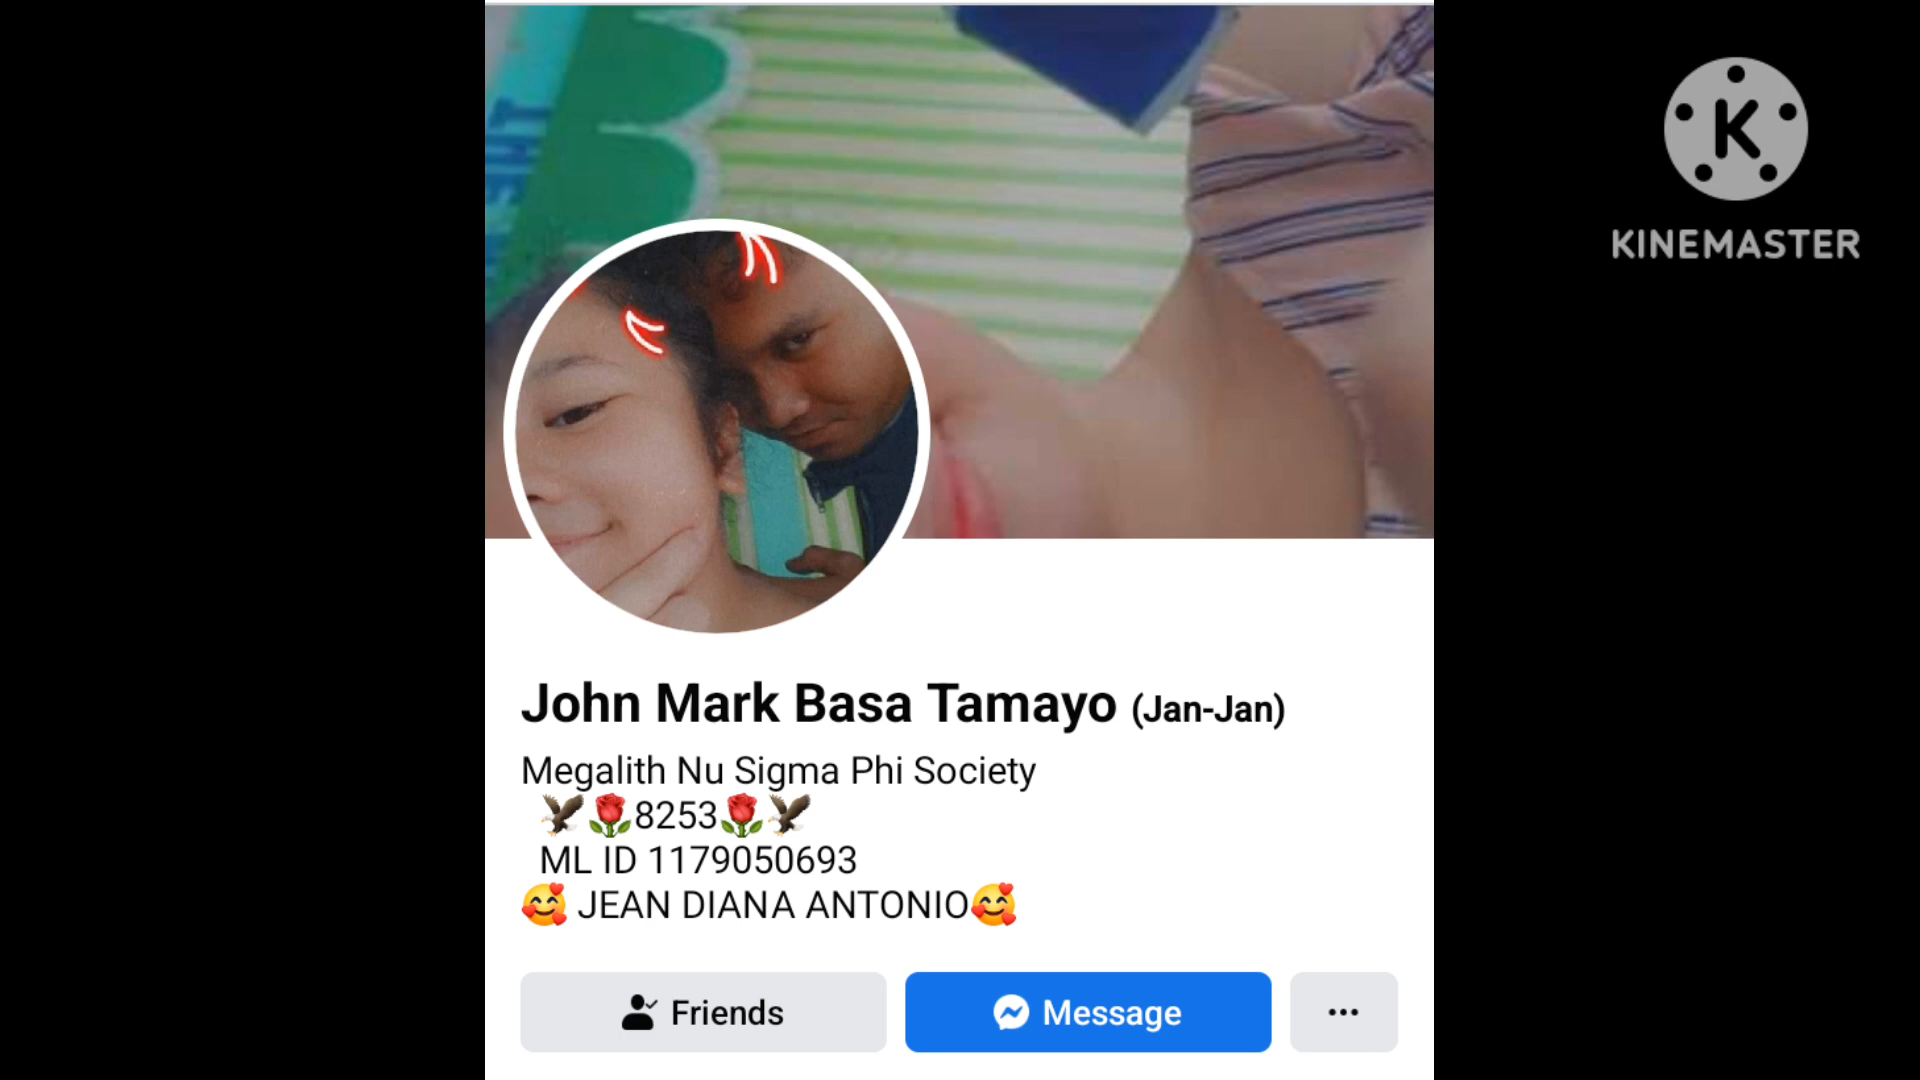 KINEMASTER
John Mark Basa Tamayo (Jan-Jan)
Megalith Nu Sigma Phi Society
🦅🌹8253🌹🦅
ML ID 1179050693
🥰 JEAN DIANA ANTONIO🥰
Friends
Message